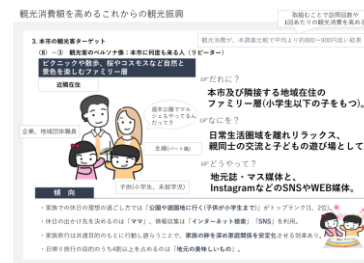 観光消費額を高めるこれからの観光振興
取組むことで訪問回数や
1回あたりの観光消費を高める
3. 本市の観光客ターゲット
観光消費が、本調査比較で平均より約800~900円低い結果
(8) -③ 観光客のペルソナ像：本市に何度も来る人（リピーター）
ピクニックや散歩、桜やコスモスなど自然と
景色を楽しむファミリー層
近隣在住
週末公園でマルシェもやってるんだって!!
企業、地域団体職員
主婦(パート職)
子供(小学生、未就学児)
☞だれに？
本市及び隣接する地域在住の
ファミリー層(小学生以下の子をもつ)。
☞なにを？
日常生活圏域を離れリラックス、
親同士の交流と子どもの遊び場として
☞どうやって？
地元誌・マス媒体と、
InstagramなどのSNSやWEB媒体。
傾 向
・家族での休日の理想の過ごし方では「公園や遊園地に行く(子供が小学生まで)」がトップランク(1、2位)。
・休日の出かけ先を決めるのは「ママ」、情報収集は「インターネット検索」「SNS」を利用。
・家族旅行は共通目的のもとに行動し語らうことで、家族の絆を深め家庭関係を安定化させる効果あり。
・日帰り旅行の目的のうち4割以上を占めるのは「地元の美味しいもの」。